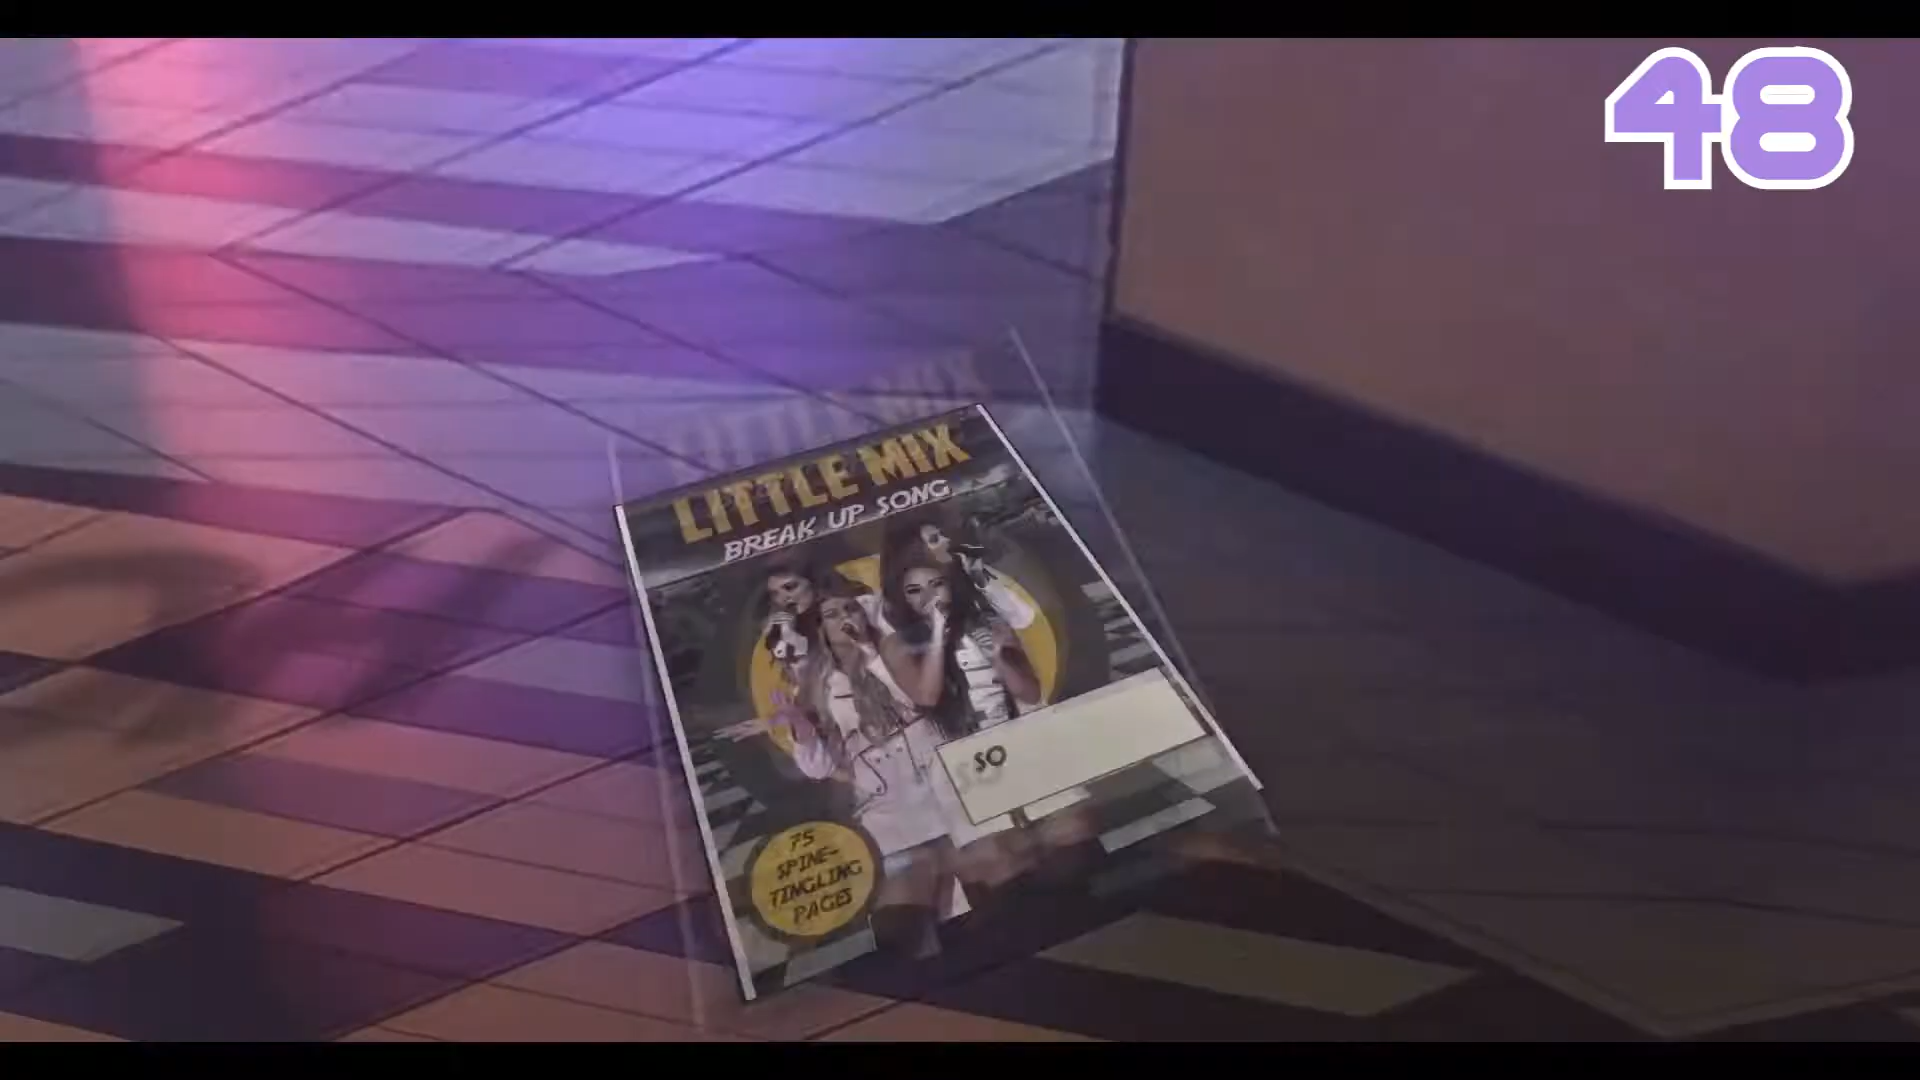 48
LITTLE MIX
BREAK UP SONG
SO
75
SPINE-
TINGLING
PAGES